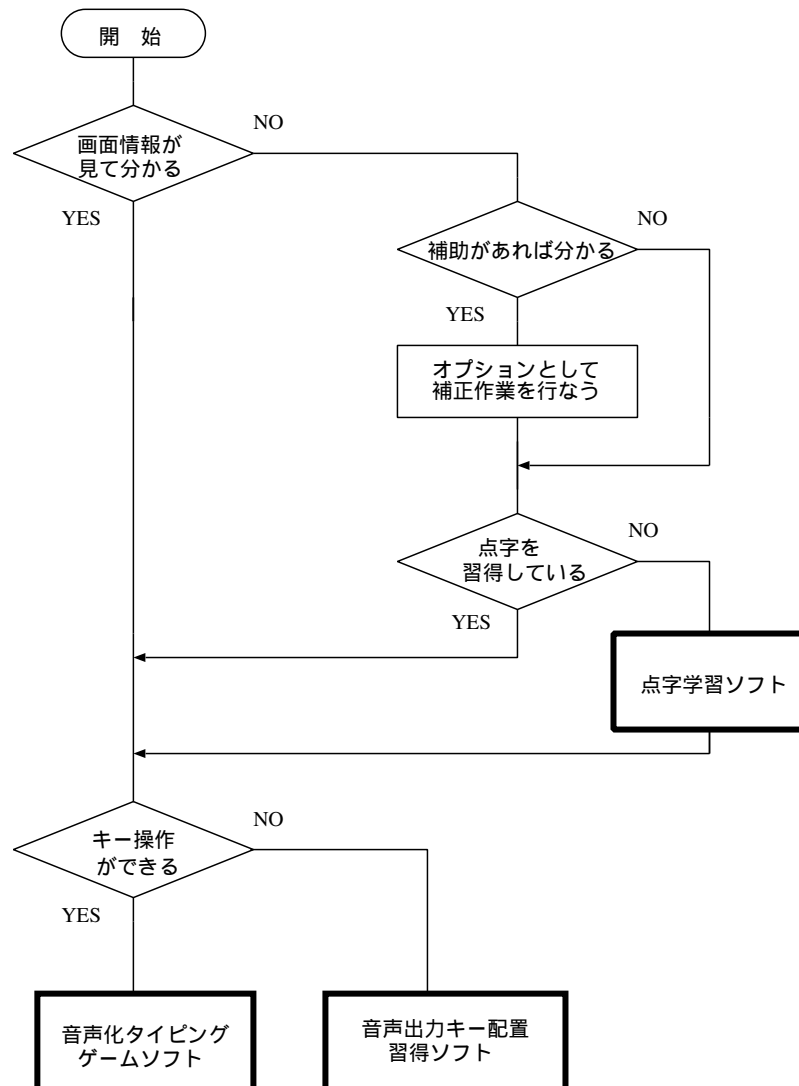 開　始
画面情報が
見て分かる
NO
YES
補助があれば分かる
NO
YES
オプションとして
補正作業を行なう
点字を
習得している
NO
YES
点字学習ソフト
キー操作
ができる
NO
YES
音声化タイピング
ゲームソフト
音声出力キー配置
習得ソフト